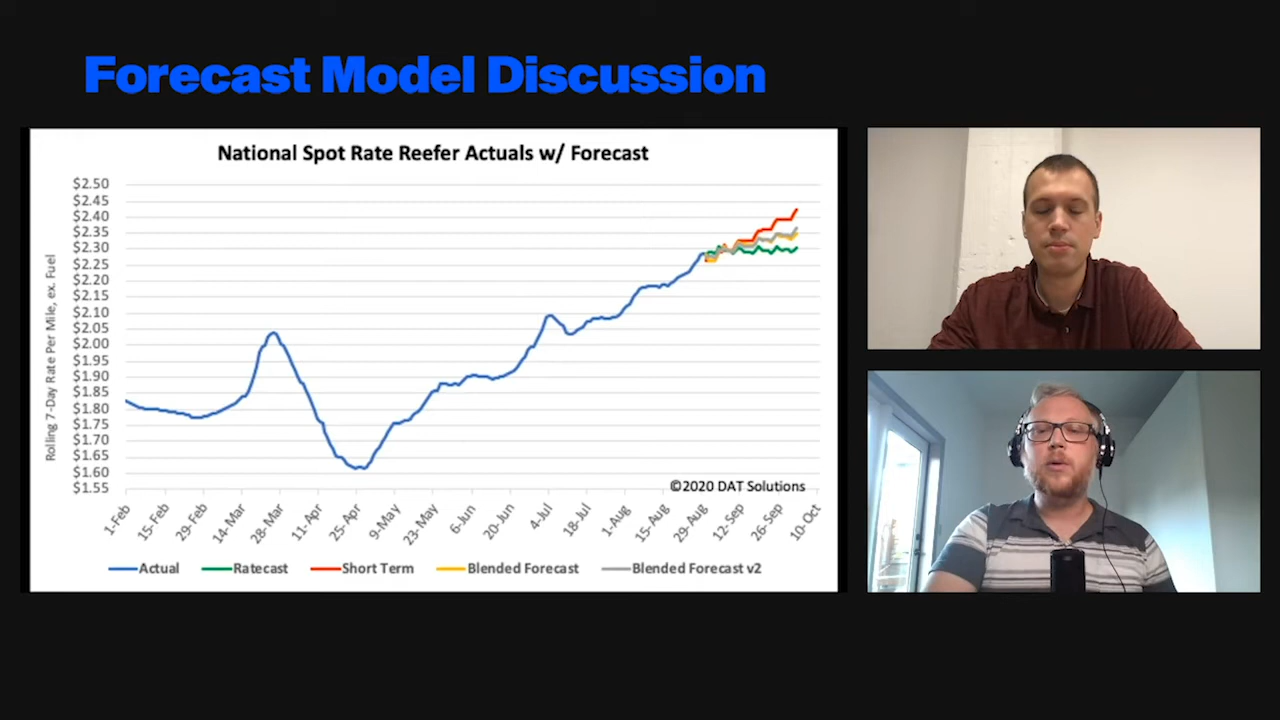 Forecast Model Discussion
National Spot Rate Reefer Actuals w/ Forecast
Rolling 7-Day Rate Per Mile, ex. Fuel
$2.50
$2.45
$2.40
$2.35
$2.30
$2.25
$2.20
$2.15
$2.10
$2.05
$2.00
$1.95
$1.90
$1.85
$1.80
$1.75
$1.70
$1.65
$1.60
$1.55
©2020 DAT Solutions
1-Feb
15-Feb
29-Feb
14-Mar
28-Mar
11-Apr
25-Apr
9-May
23-May
6-Jun
20-Jun
4-Jul
18-Jul
1-Aug
15-Aug
29-Aug
12-Sep
26-Sep
10-Oct
Actual Ratecast Short Term Blended Forecast Blended Forecast v2